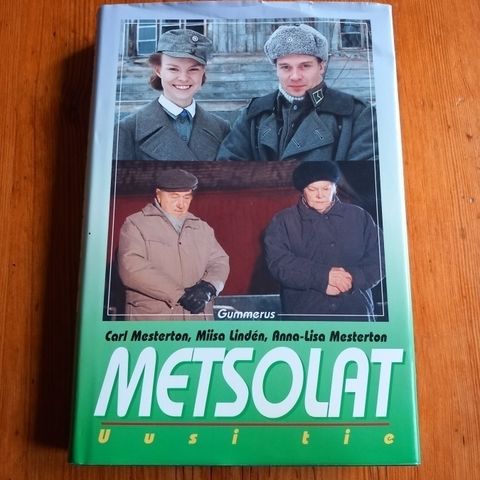 Gummerus
Carl Mesterton, Miisa Lindén, Anna-Lisa Mesterton
METSOLAT
Uusi tie